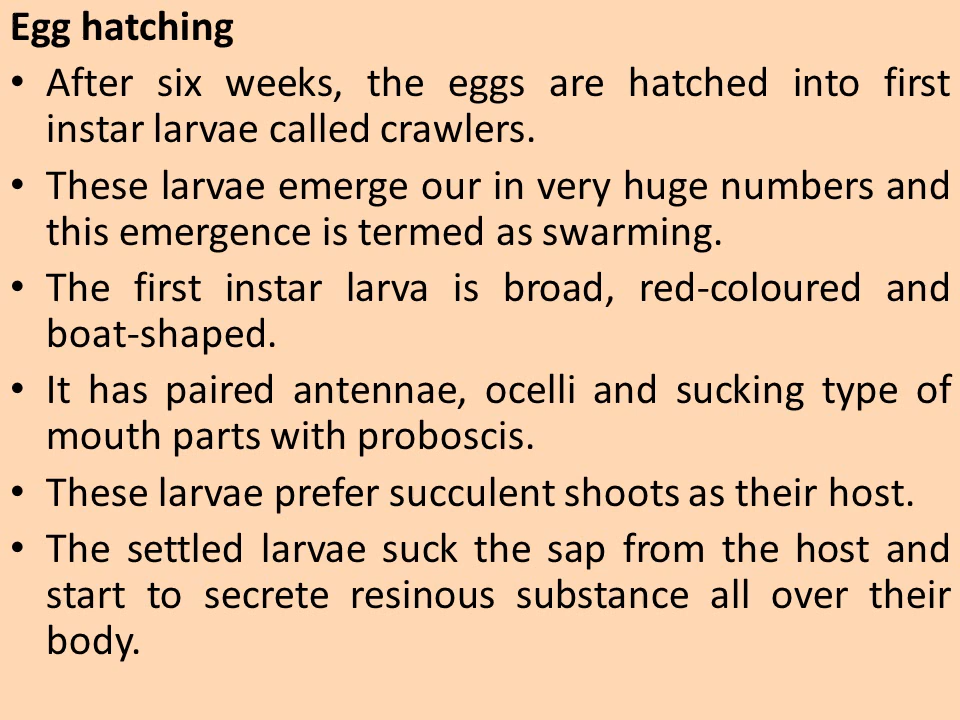 Egg hatching
• After six weeks, the eggs are hatched into first
instar larvae called crawlers.
• These larvae emerge our in very huge numbers and
this emergence is termed as swarming.
• The first instar larva is broad, red-coloured and
boat-shaped.
• It has paired antennae, ocelli and sucking type of
mouth parts with proboscis.
• These larvae prefer succulent shoots as their host.
• The settled larvae suck the sap from the host and
start to secrete resinous substance all over their
body.